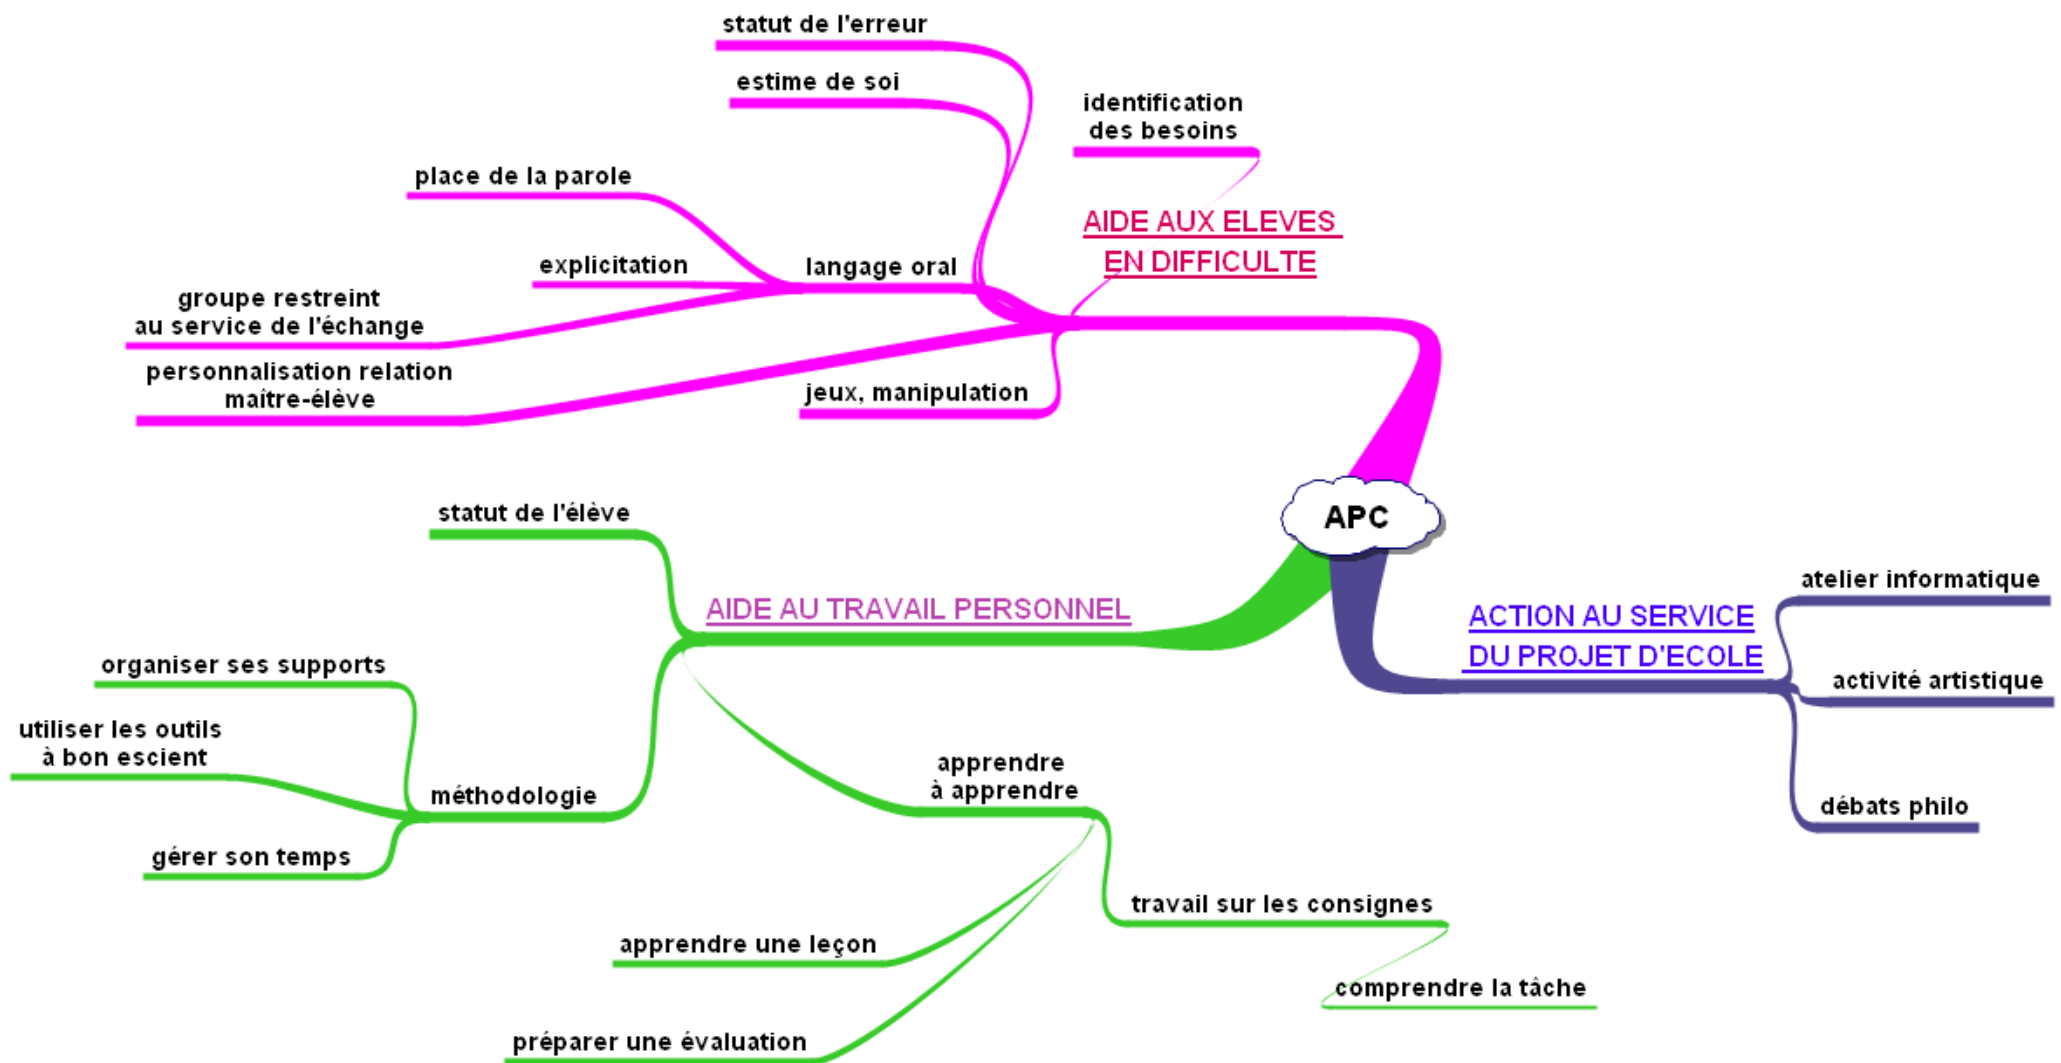 statut de l'erreur
estime de soi
identification
des besoins
place de la parole
AIDE AUX ELEVES
EN DIFFICULTE
explicitation
langage oral
groupe restreint
au service de l'échange
personnalisation relation
maître-élève
jeux, manipulation
APC
statut de l'élève
AIDE AU TRAVAIL PERSONNEL
atelier informatique
ACTION AU SERVICE
DU PROJET D'ECOLE
activité artistique
débats philo
organiser ses supports
utiliser les outils
à bon escient
méthodologie
gérer son temps
apprendre
à apprendre
travail sur les consignes
apprendre une leçon
comprendre la tâche
préparer une évaluation